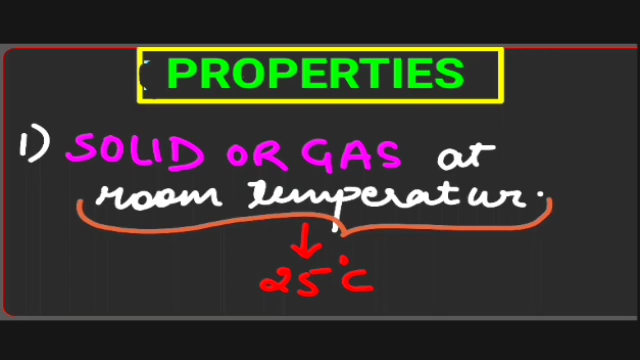 PROPERTIES
1) SOLID OR GAS at
room temperatur.
25°C